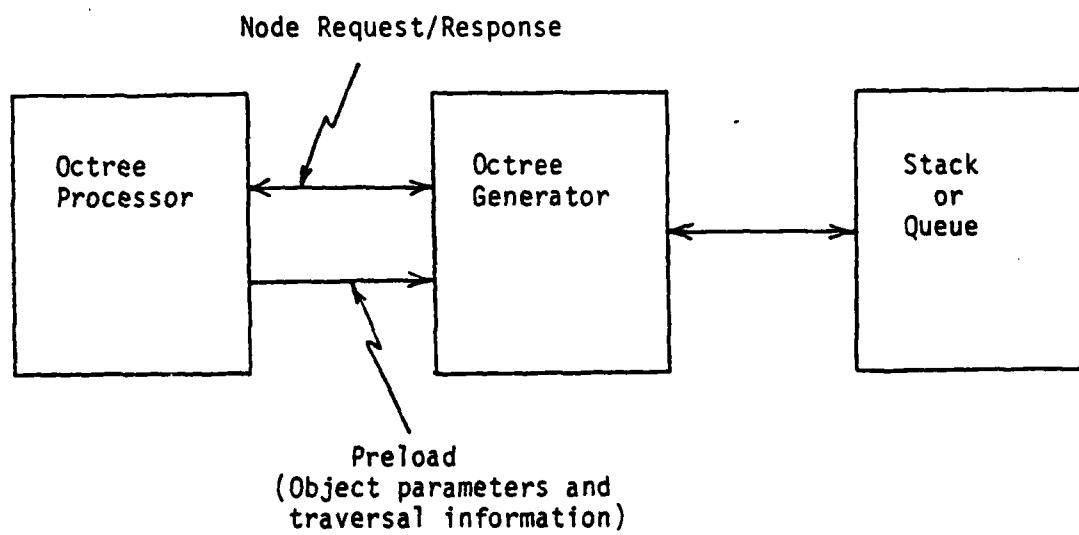 Node Request/Response
Octree
Processor
Octree
Generator
Stack
or
Queue
Preload
(Object parameters and
traversal information)